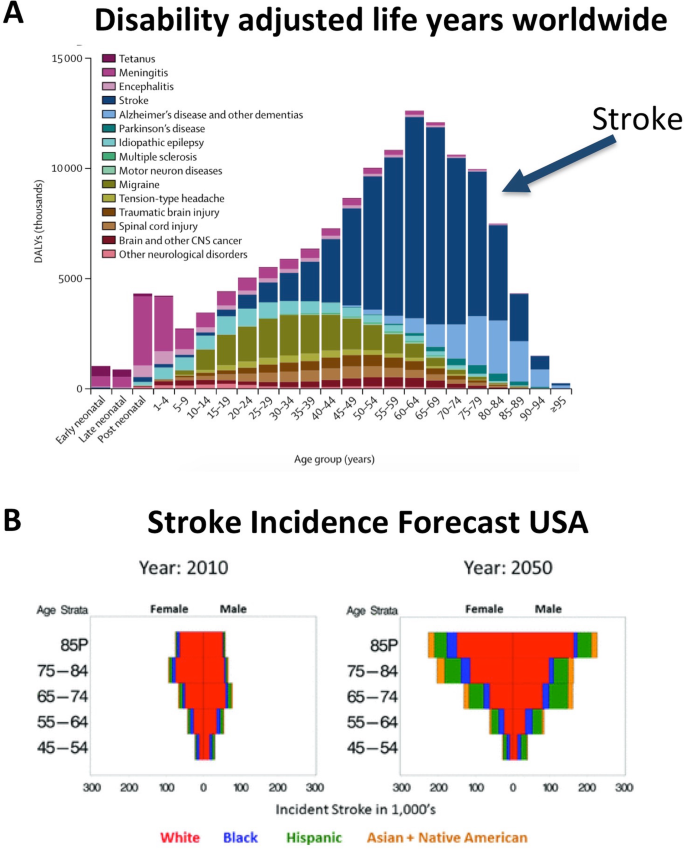 A
Disability adjusted life years worldwide
15000
10000
5000
0
DALYs (thousands)
Tetanus
Meningitis
Encephalitis
Stroke
Alzheimer's disease and other dementias
Parkinson's disease
Idiopathic epilepsy
Multiple sclerosis
Motor neuron diseases
Migraine
Tension-type headache
Traumatic brain injury
Spinal cord injury
Brain and other CNS cancer
Other neurological disorders
Stroke
Early neonatal
Late neonatal
Post neonatal
1–4
5–9
10–14
15–19
20–24
25–29
30–34
35–39
40–44
45–49
50–54
55–59
60–64
65–69
70–74
75–79
80–84
85–89
90–94
≥95
Age group (years)
B
Stroke Incidence Forecast USA
Year: 2010
Year: 2050
Age Strata
Female
Male
85P
75–84
65–74
55–64
45–54
300 200 100 0 100 200 300
Age Strata
Female
Male
85P
75–84
65–74
55–64
45–54
300 200 100 0 100 200 300
Incident Stroke in 1,000's
White Black Hispanic Asian + Native American